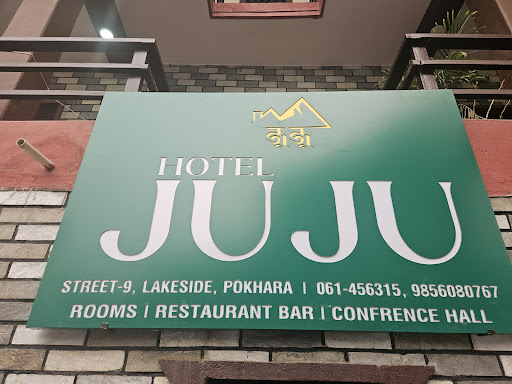 जुजु
HOTEL
JUJU
STREET-9, LAKESIDE, POKHARA | 061-456315, 9856080767
ROOMS | RESTAURANT BAR | CONFRENCE HALL